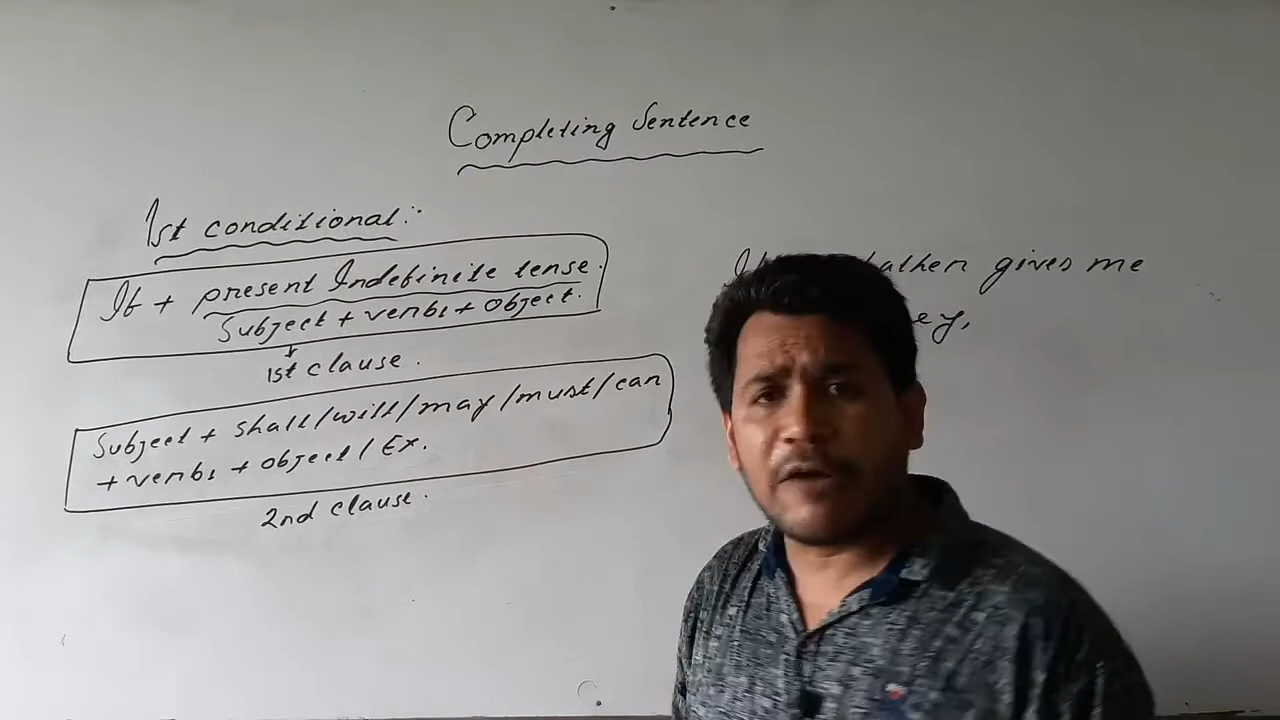 Completing Sentence
1st conditional:
If + present Indefinite tense.
Subject + verb1 + object.
1st clause.
Subject + shall/will/may/must/can
+ verb1 + object / Ex.
2nd clause.
gives me